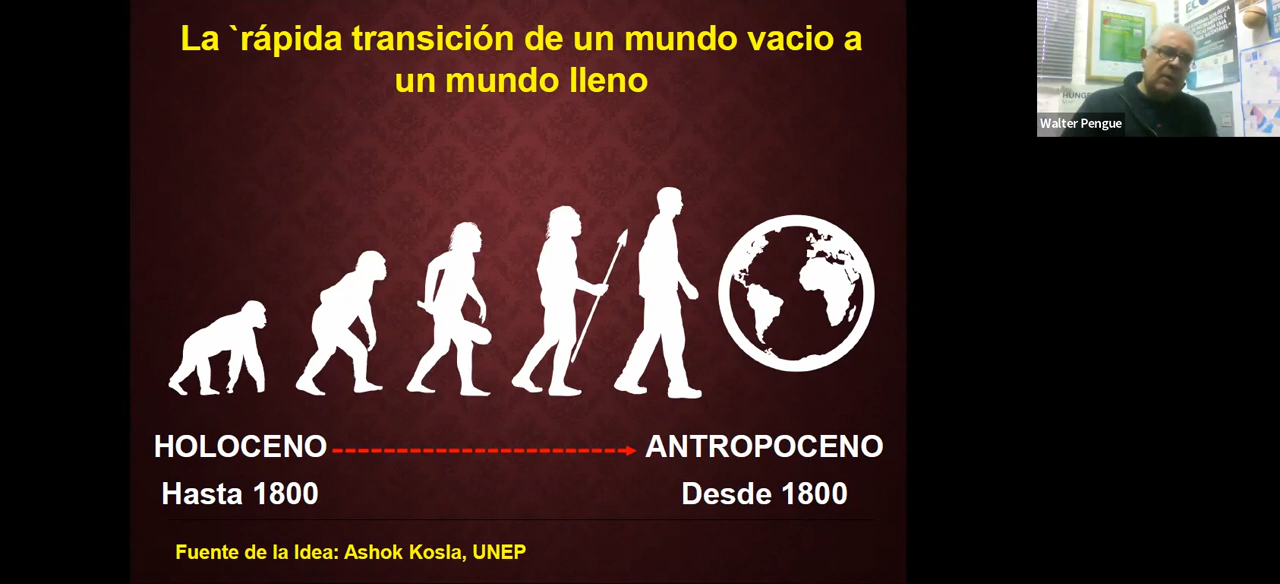 La `rápida transición de un mundo vacio a
un mundo lleno
HOLOCENO
ANTROPOCENO
Hasta 1800
Desde 1800
Fuente de la Idea: Ashok Kosla, UNEP
Walter Pengue